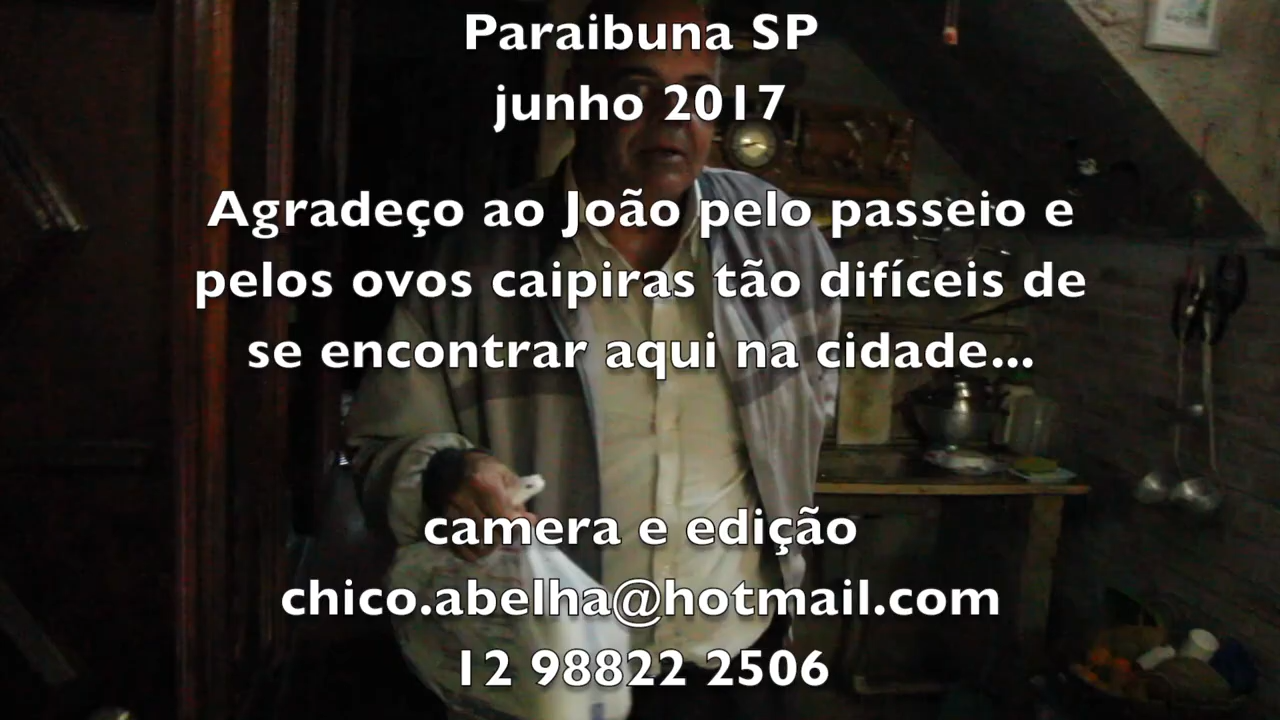 Paraibuna SP
junho 2017
Agradeço ao João pelo passeio e
pelos ovos caipiras tão difíceis de
se encontrar aqui na cidade...
camera e edição
chico.abelha@hotmail.com
12 98822 2506